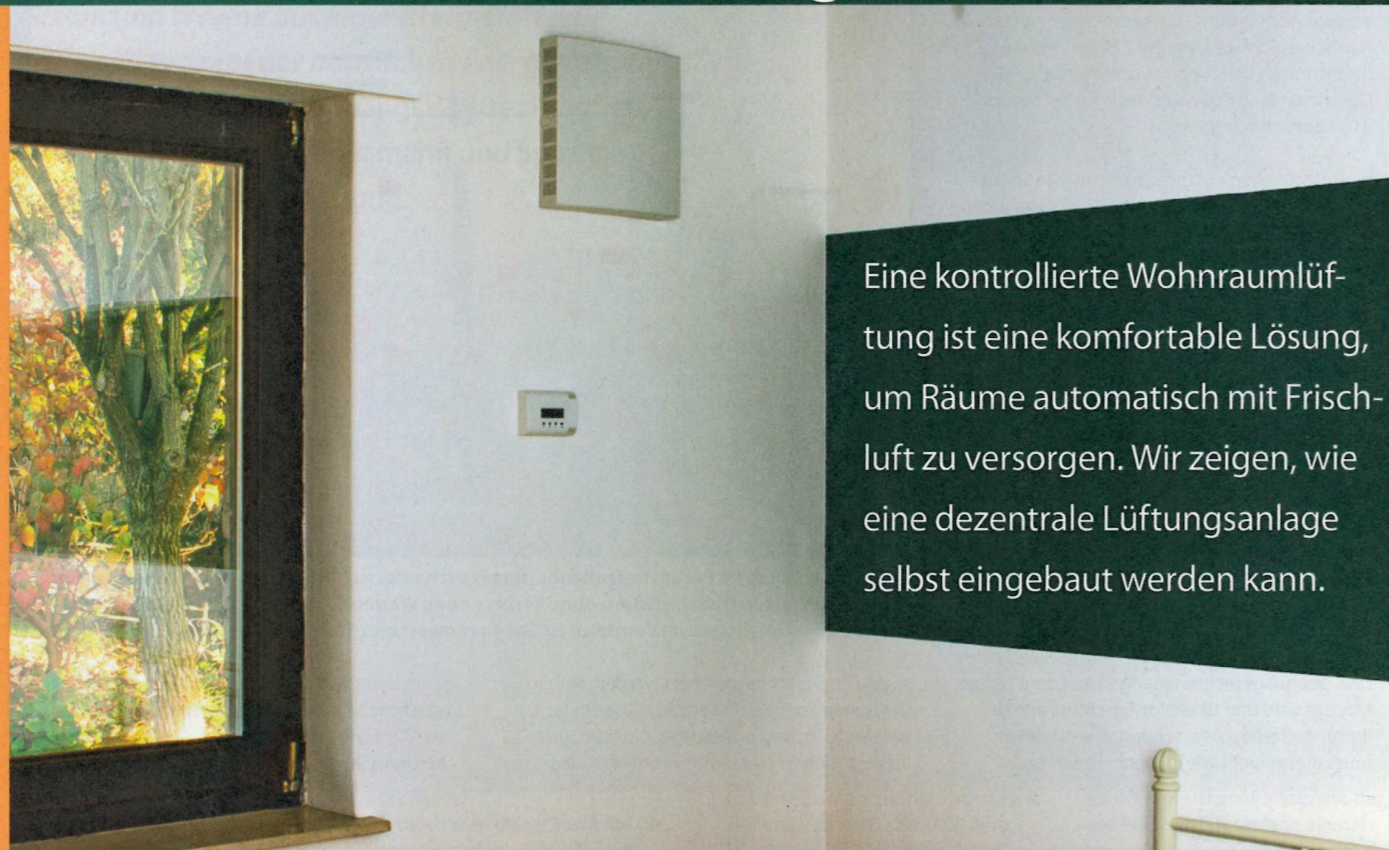 Eine kontrollierte Wohnraumlüf-
tung ist eine komfortable Lösung,
um Räume automatisch mit Frisch-
luft zu versorgen. Wir zeigen, wie
eine dezentrale Lüftungsanlage
selbst eingebaut werden kann.